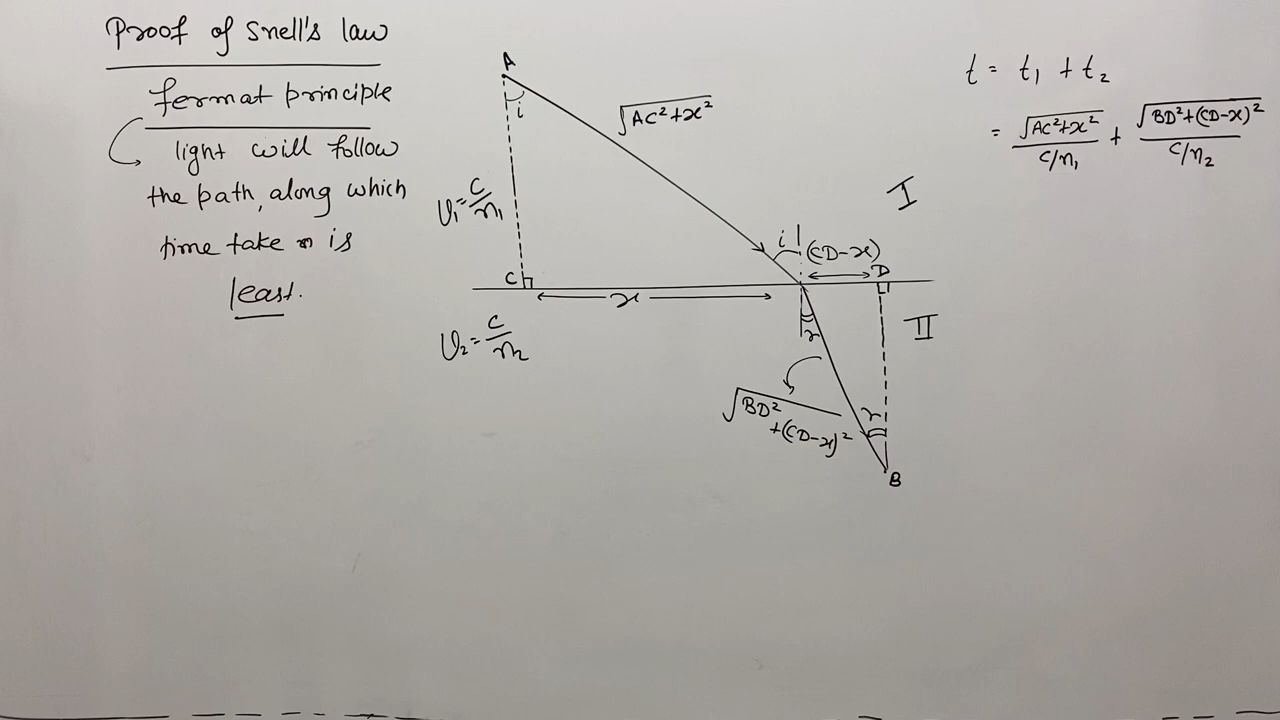 Proof of Snell's law
fermat principle
light will follow
the path, along which
time taken is
least.
A
i
√AC²+x²
v₁=c/n₁
C
x
i
(CD-x)
D
I
v₂=c/n₂
r
II
√BD²
+(CD-x)²
r
B
t = t₁ + t₂
= √AC²+x² / C/n₁ + √BD²+(CD-x)² / C/n₂